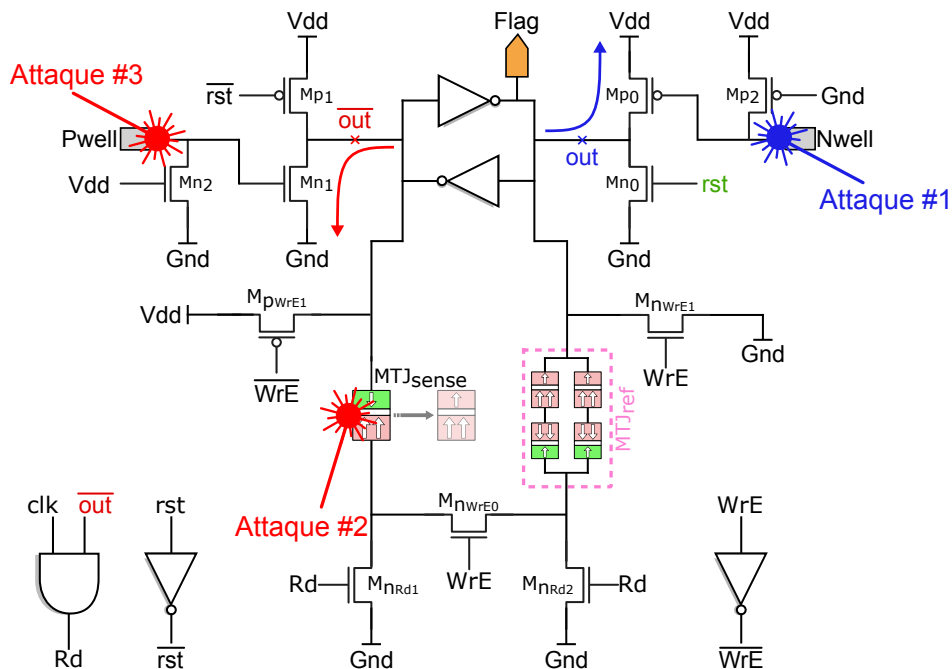 Vdd
Flag
Vdd
Vdd
Attaque #3
rst
Mp1
out
Mp0
Mp2
Gnd
Pwell
out
Nwell
Vdd
Mn2
Mn1
Mn0
rst
Attaque #1
Gnd
Gnd
Gnd
MpWrE1
MnWrE1
Vdd
WrE
WrE
Gnd
MTJsense
MTJref
clk
out
rst
Attaque #2
MnWrE0
WrE
WrE
Rd
MnRd1
MnRd2
Rd
Rd
rst
Gnd
Gnd
WrE